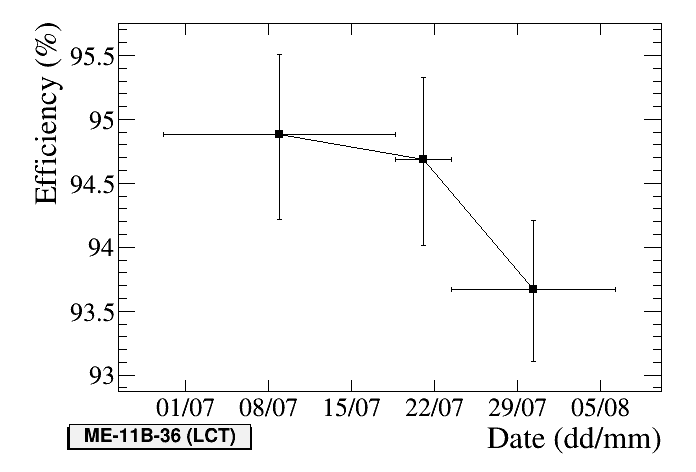 Efficiency (%)
95.5
95
94.5
94
93.5
93
01/07 08/07 15/07 22/07 29/07 05/08
Date (dd/mm)
ME-11B-36 (LCT)